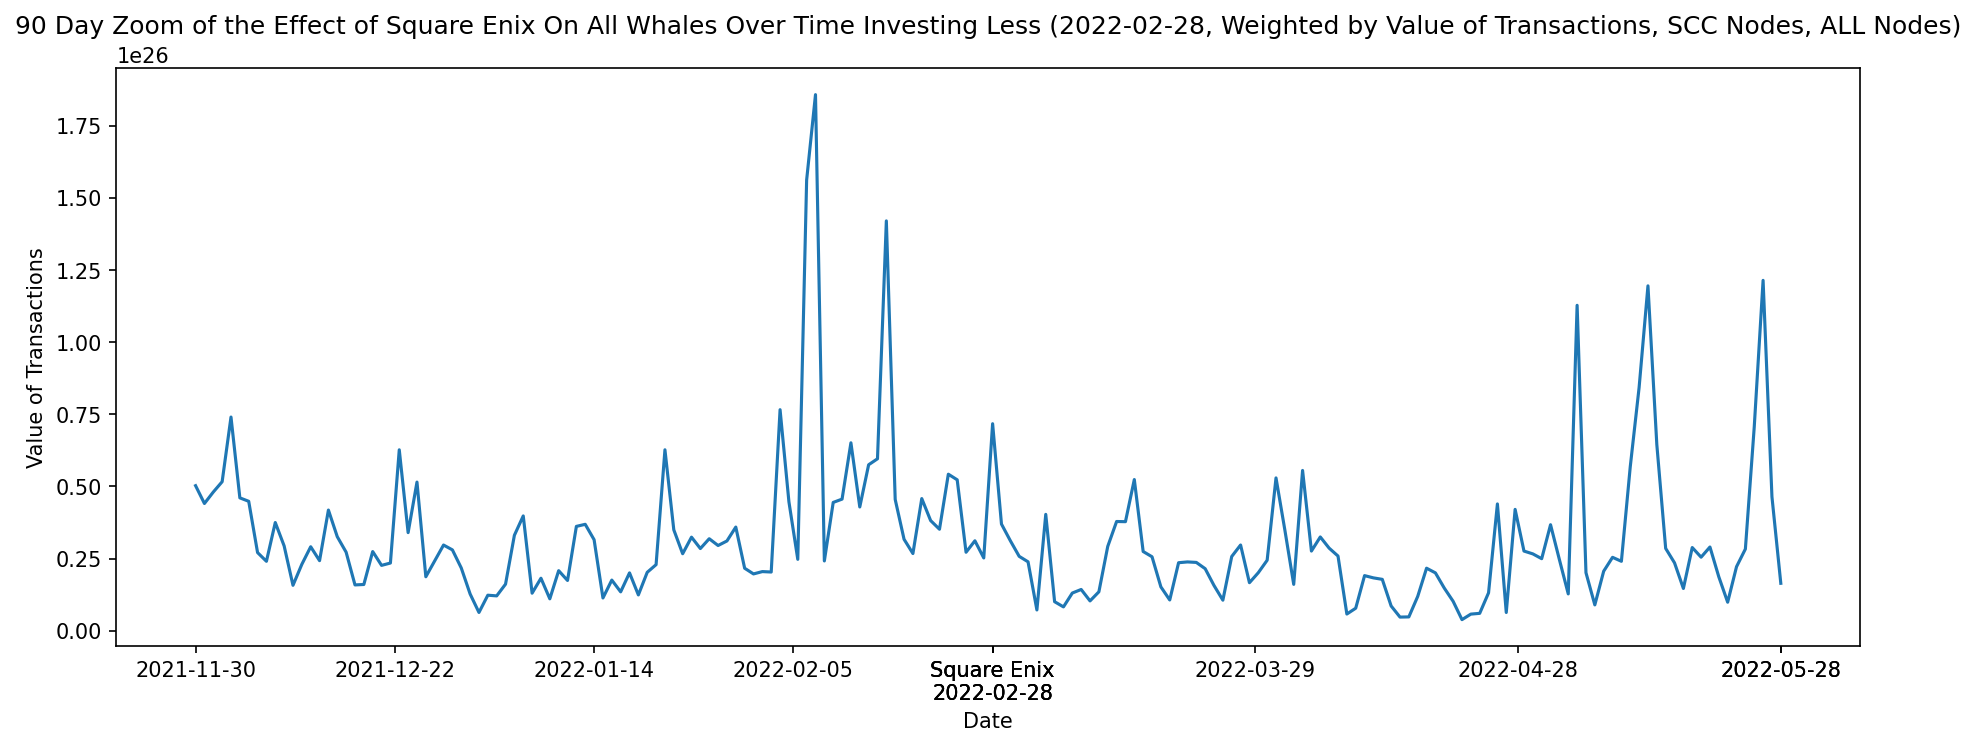 90 Day Zoom of the Effect of Square Enix On All Whales Over Time Investing Less (2022-02-28, Weighted by Value of Transactions, SCC Nodes, ALL Nodes)
1e26
1.75
1.50
1.25
1.00
0.75
0.50
0.25
0.00
Value of Transactions
2021-11-30 2021-12-22 2022-01-14 2022-02-05 Square Enix 2022-03-29 2022-04-28 2022-05-28
2022-02-28
Date